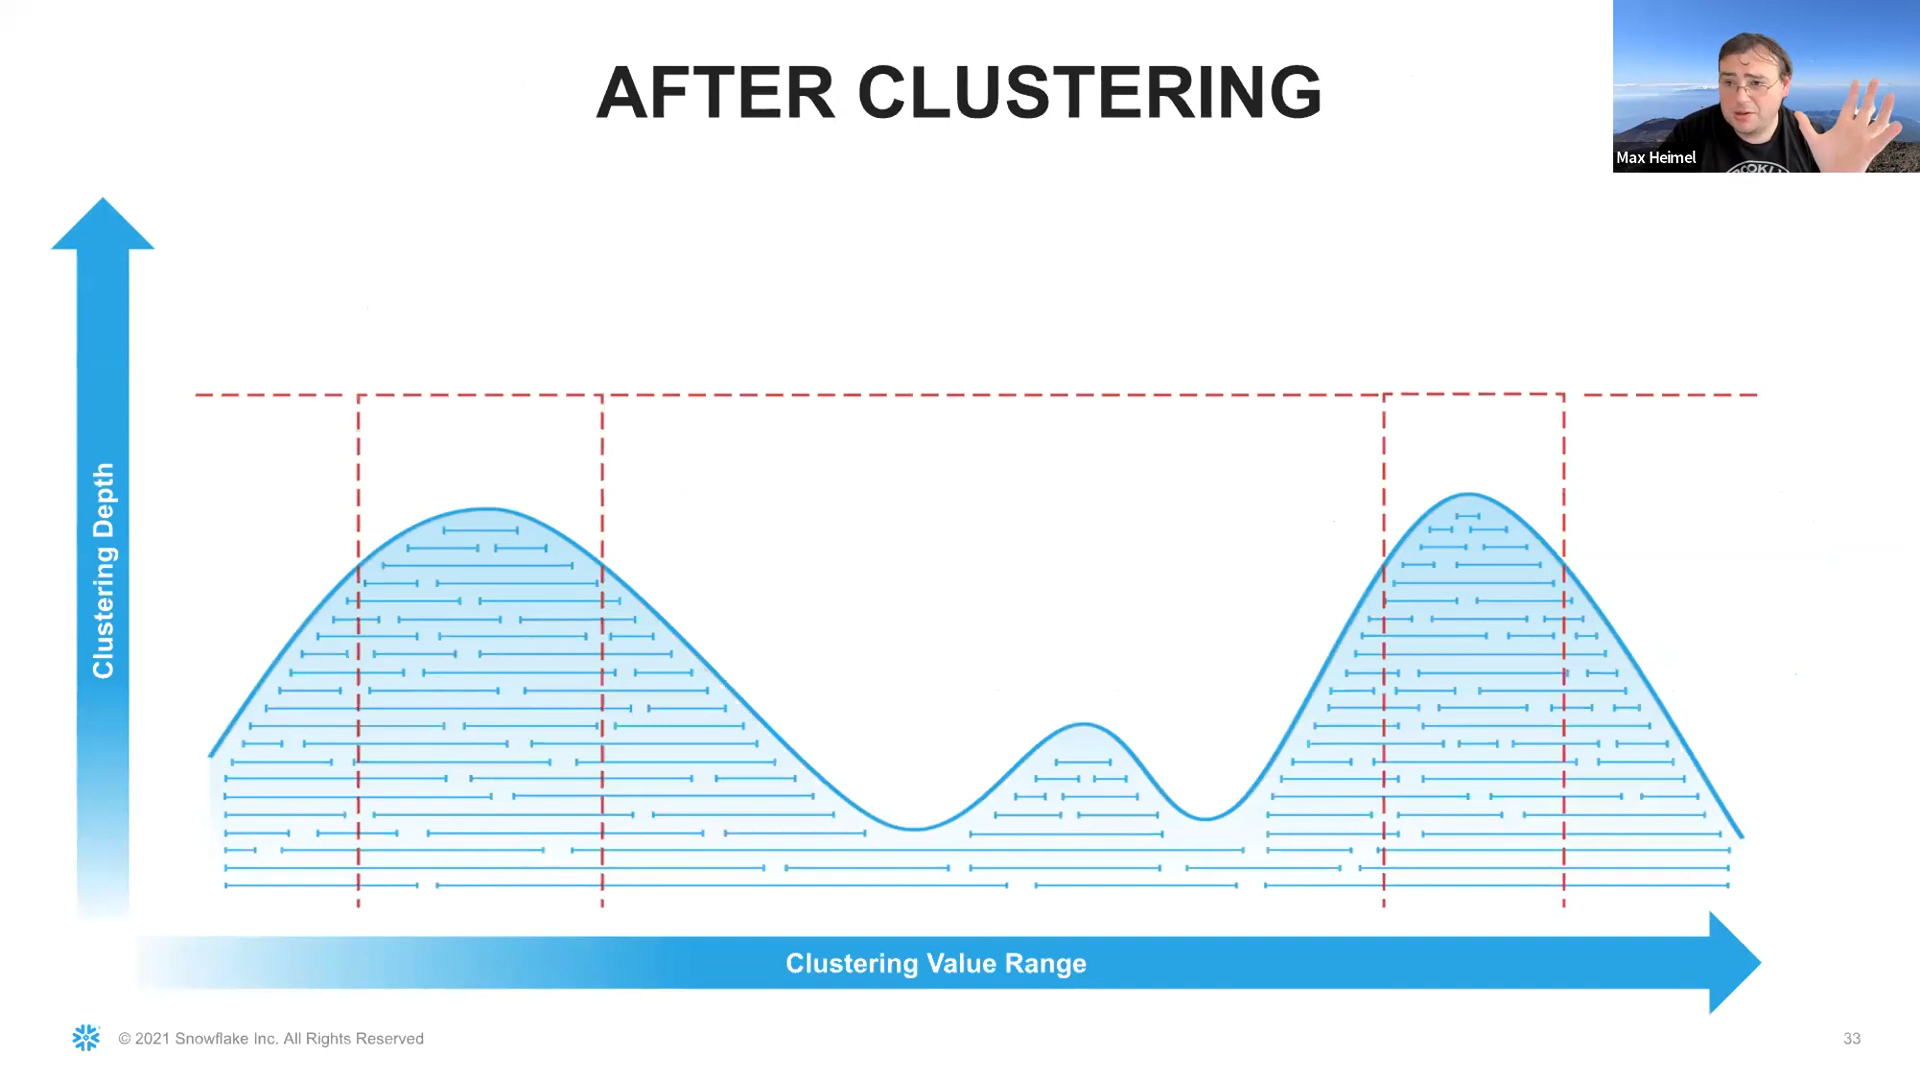 AFTER CLUSTERING
Max Heimel
Clustering Depth
Clustering Value Range
© 2021 Snowflake Inc. All Rights Reserved
33